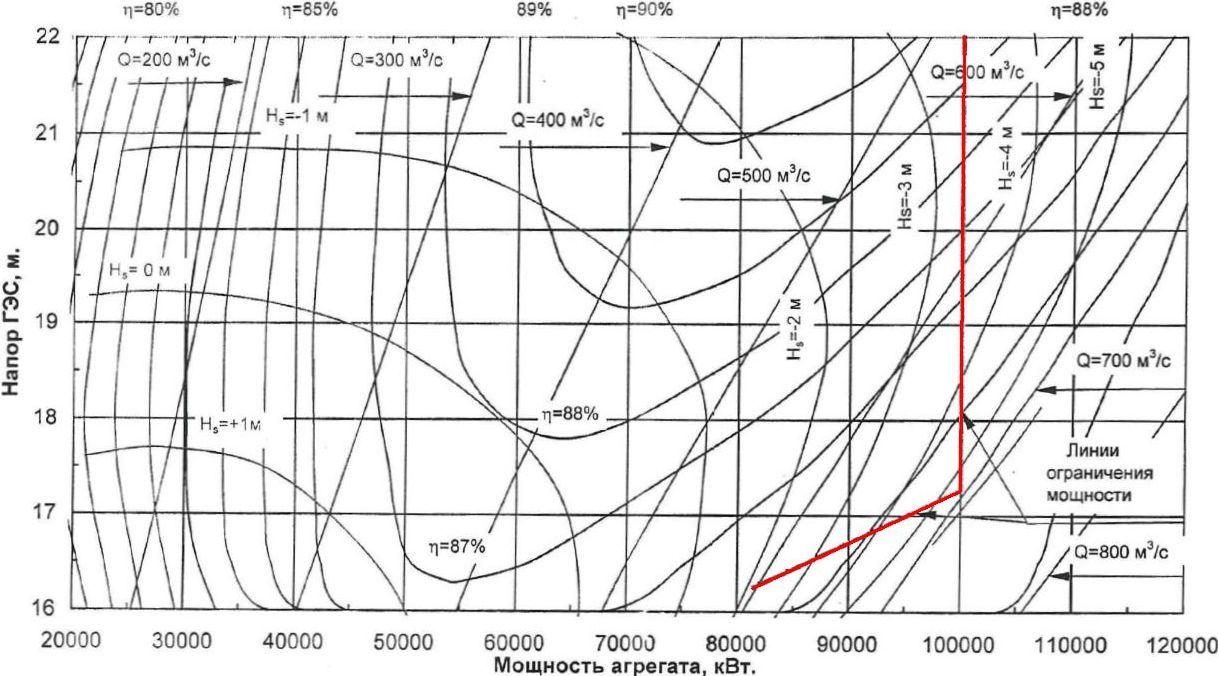 η=80% η=85% 89% η=90% η=88%
22
Q=200 м³/с Q=300 м³/с Q=600 м³/с Hs=-5 м
Hs=-1 м Q=400 м³/с
21
Q=500 м³/с Hs=-3 м Hs=-4 м
20
Hs= 0 м
19
Hs=-2 м
Q=700 м³/с
18
Hs=+1м η=88%
Линии
ограничения
мощности
17
η=87% Q=800 м³/с
16
Напор ГЭС, м.
20000 30000 40000 50000 60000 70000 80000 90000 100000 110000 120000
Мощность агрегата, кВт.